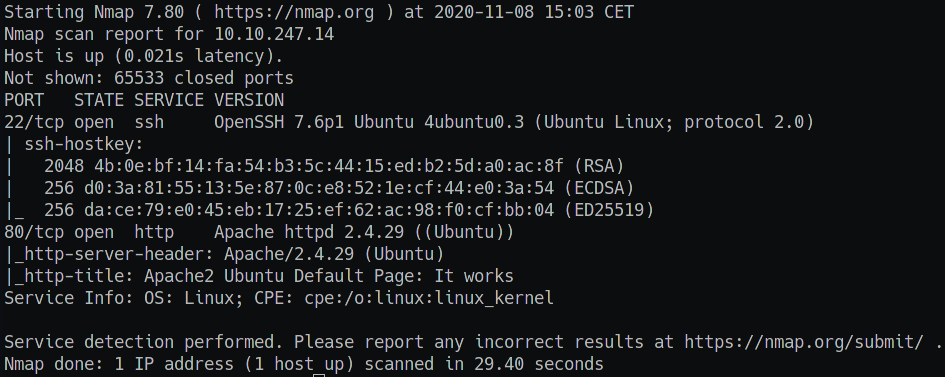 Starting Nmap 7.80 ( https://nmap.org ) at 2020-11-08 15:03 CET
Nmap scan report for 10.10.247.14
Host is up (0.021s latency).
Not shown: 65533 closed ports
PORT   STATE SERVICE VERSION
22/tcp open  ssh     OpenSSH 7.6p1 Ubuntu 4ubuntu0.3 (Ubuntu Linux; protocol 2.0)
| ssh-hostkey:
|   2048 4b:0e:bf:14:fa:54:b3:5c:44:15:ed:b2:5d:a0:ac:8f (RSA)
|   256 d0:3a:81:55:13:5e:87:0c:e8:52:1e:cf:44:e0:3a:54 (ECDSA)
|_  256 da:ce:79:e0:45:eb:17:25:ef:62:ac:98:f0:cf:bb:04 (ED25519)
80/tcp open  http    Apache httpd 2.4.29 ((Ubuntu))
|_http-server-header: Apache/2.4.29 (Ubuntu)
|_http-title: Apache2 Ubuntu Default Page: It works
Service Info: OS: Linux; CPE: cpe:/o:linux:linux_kernel
Service detection performed. Please report any incorrect results at https://nmap.org/submit/ .
Nmap done: 1 IP address (1 host up) scanned in 29.40 seconds